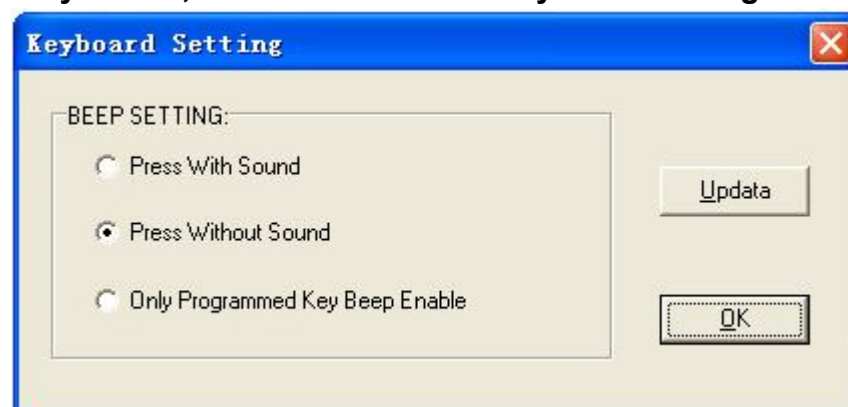 Keyboard Setting
BEEP SETTING:
Press With Sound
Updata
Press Without Sound
Only Programmed Key Beep Enable
OK